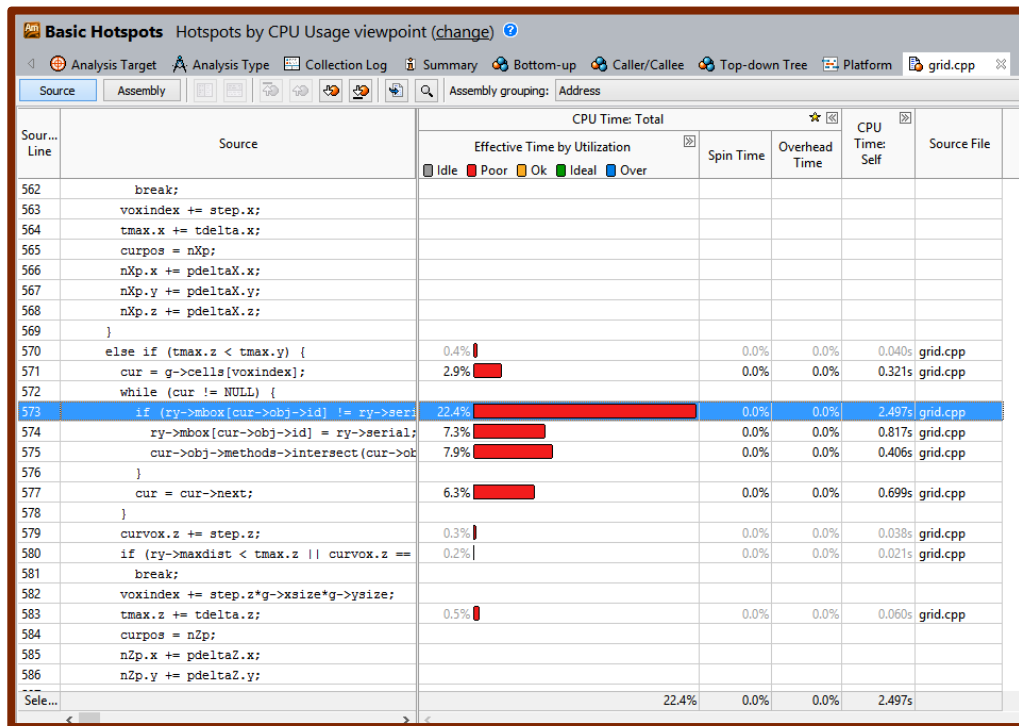 Basic Hotspots Hotspots by CPU Usage viewpoint (change) ?
Analysis Target Analysis Type Collection Log Summary Bottom-up Caller/Callee Top-down Tree Platform grid.cpp
Source Assembly Assembly grouping: Address
Sour... Line Source CPU Time: Total CPU Time: Self Source File
Effective Time by Utilization Spin Time Overhead Time
Idle Poor Ok Ideal Over
562 break;
563 voxindex += step.x;
564 tmax.x += tdelta.x;
565 curpos = nXp;
566 nXp.x += pdeltaX.x;
567 nXp.y += pdeltaX.y;
568 nXp.z += pdeltaX.z;
569 }
570 else if (tmax.z < tmax.y) { 0.4% 0.0% 0.0% 0.040s grid.cpp
571 cur = g->cells[voxindex]; 2.9% 0.0% 0.0% 0.321s grid.cpp
572 while (cur != NULL) {
573 if (ry->mbox[cur->obj->id] != ry->seri 22.4% 0.0% 0.0% 2.497s grid.cpp
574 ry->mbox[cur->obj->id] = ry->serial; 7.3% 0.0% 0.0% 0.817s grid.cpp
575 cur->obj->methods->intersect(cur->ob 7.9% 0.0% 0.0% 0.406s grid.cpp
576 }
577 cur = cur->next; 6.3% 0.0% 0.0% 0.699s grid.cpp
578 }
579 curvox.z += step.z; 0.3% 0.0% 0.0% 0.038s grid.cpp
580 if (ry->maxdist < tmax.z || curvox.z == 0.2% 0.0% 0.0% 0.021s grid.cpp
581 break;
582 voxindex += step.z*g->xsize*g->ysize;
583 tmax.z += tdelta.z; 0.5% 0.0% 0.0% 0.060s grid.cpp
584 curpos = nZp;
585 nZp.x += pdeltaZ.x;
586 nZp.y += pdeltaZ.y;
Sele... 22.4% 0.0% 0.0% 2.497s